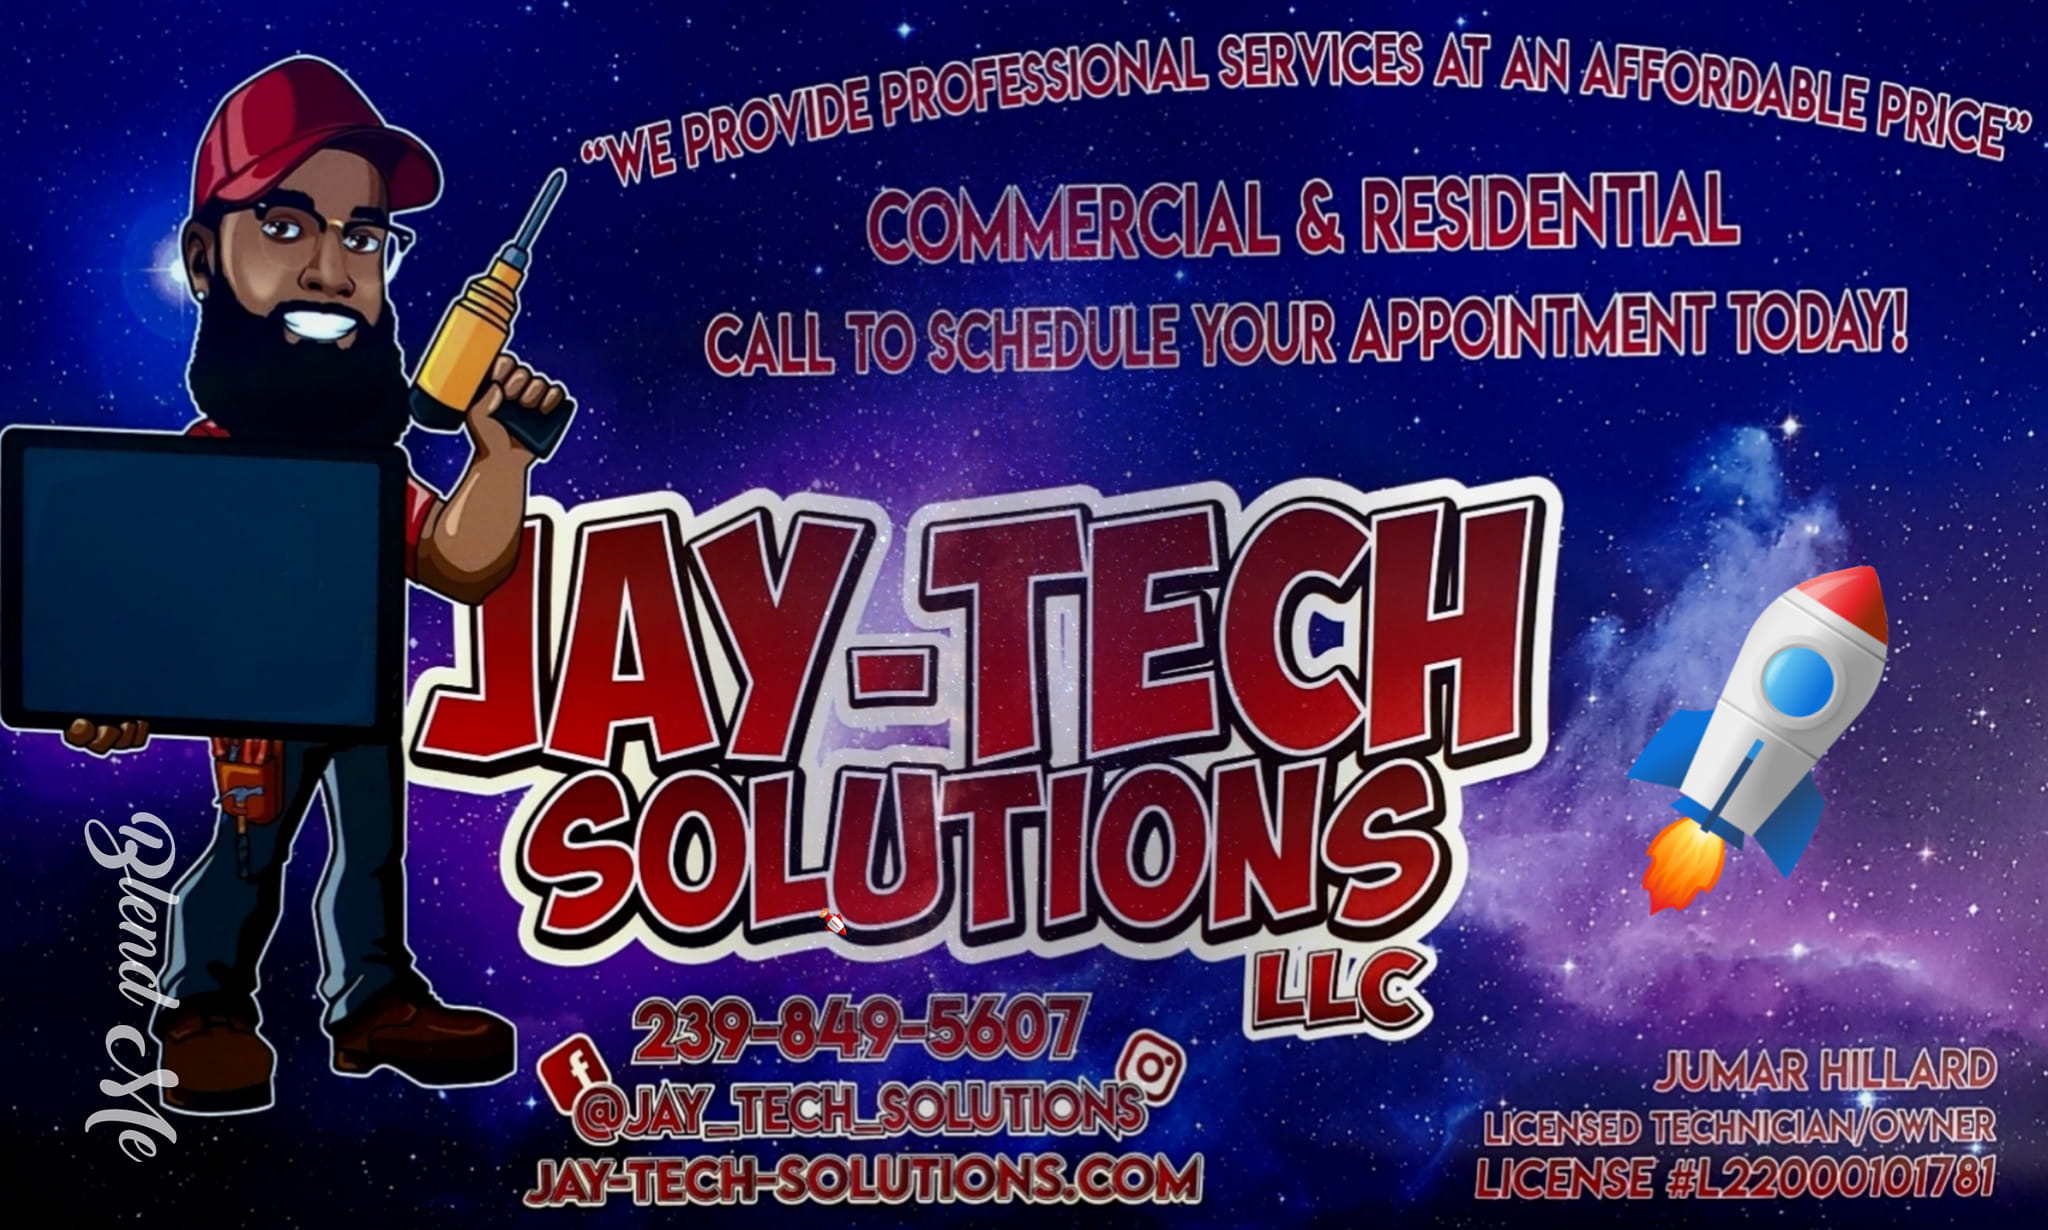 “WE PROVIDE PROFESSIONAL SERVICES AT AN AFFORDABLE PRICE”
COMMERCIAL & RESIDENTIAL
CALL TO SCHEDULE YOUR APPOINTMENT TODAY!
JAY-TECH
SOLUTIONS
LLC
239-849-5607
@JAY_TECH_SOLUTIONS
JAY-TECH-SOLUTIONS.COM
JUMAR HILLARD
LICENSED TECHNICIAN/OWNER
LICENSE #L22000101781
Blend Me